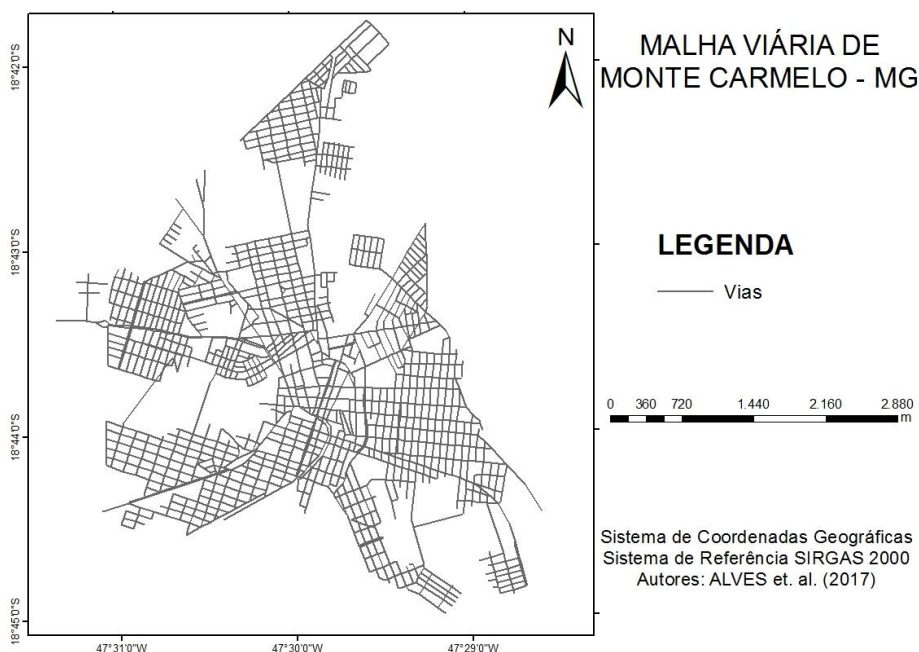 MALHA VIÁRIA DE
MONTE CARMELO - MG
N
LEGENDA
Vias
0 360 720 1.440 2.160 2.880
m
Sistema de Coordenadas Geográficas
Sistema de Referência SIRGAS 2000
Autores: ALVES et. al. (2017)
18°42'0"S
18°43'0"S
18°44'0"S
18°45'0"S
47°31'0"W 47°30'0"W 47°29'0"W